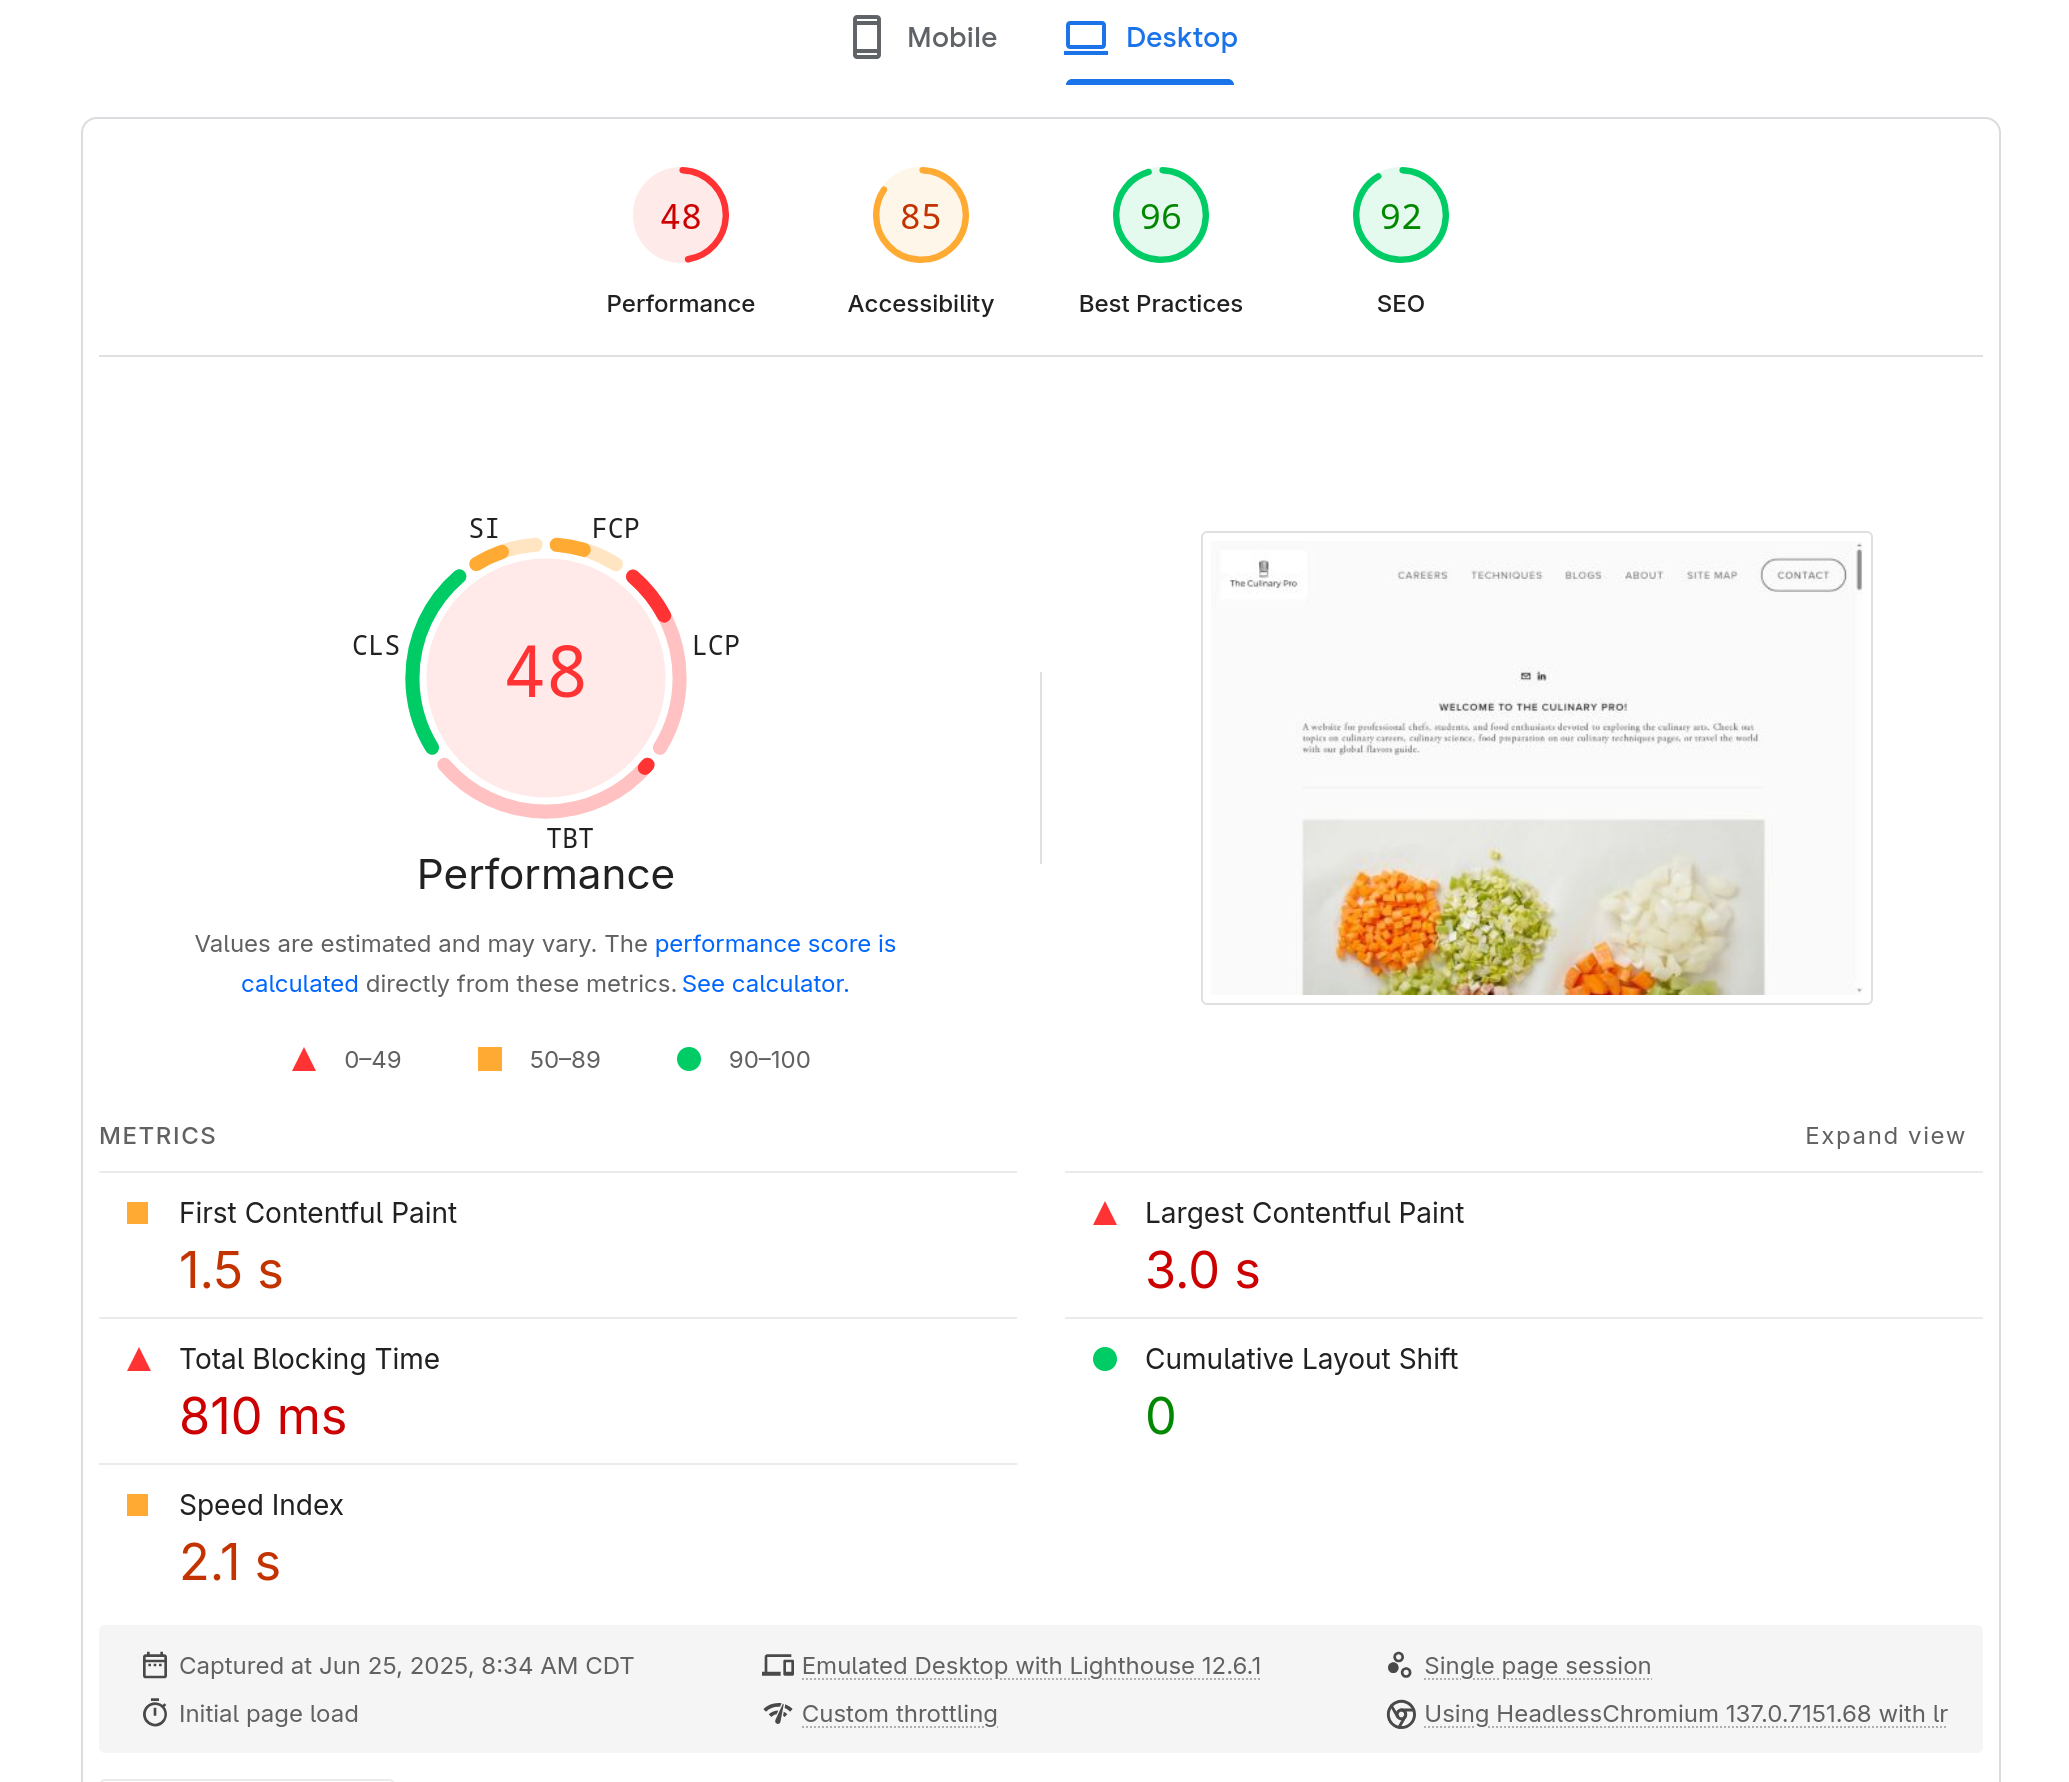 Mobile
Desktop
48
85
96
92
Performance
Accessibility
Best Practices
SEO
SI
FCP
CLS
LCP
48
TBT
Performance
Values are estimated and may vary. The performance score is
calculated directly from these metrics. See calculator.
0–49
50–89
90–100
The Culinary Pro
CAREERS
TECHNIQUES
BLOGS
ABOUT
SITE MAP
CONTACT
in
WELCOME TO THE CULINARY PRO!
A website for professional chefs, students, and food enthusiasts devoted to exploring the culinary arts. Check out
topics on culinary careers, culinary science, food preparation on our culinary techniques pages, or travel the world
with our global flavors guide.
METRICS
Expand view
First Contentful Paint
1.5 s
Largest Contentful Paint
3.0 s
Total Blocking Time
810 ms
Cumulative Layout Shift
0
Speed Index
2.1 s
Captured at Jun 25, 2025, 8:34 AM CDT
Emulated Desktop with Lighthouse 12.6.1
Single page session
Initial page load
Custom throttling
Using HeadlessChromium 137.0.7151.68 with lr